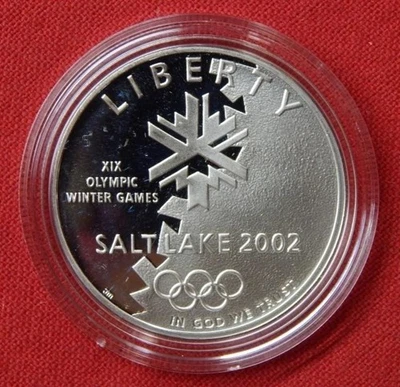 LIBERTY
XIX
OLYMPIC
WINTER GAMES
SALT LAKE 2002
IN GOD WE TRUST